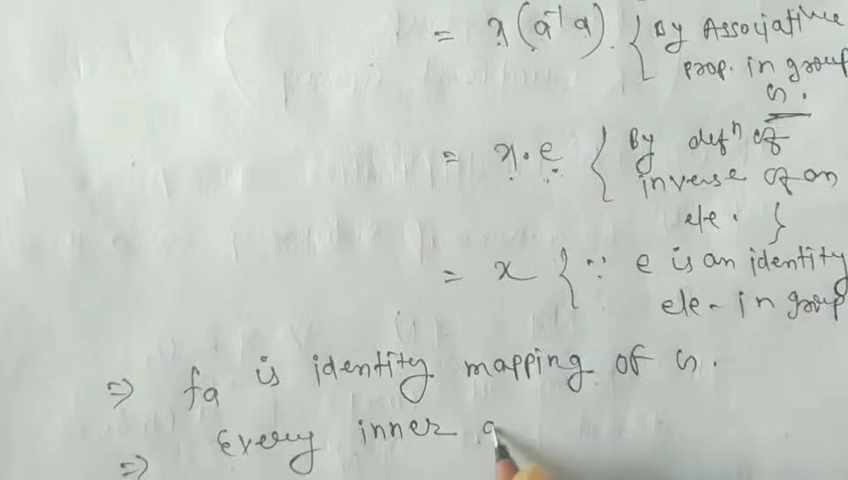 = x(a⁻¹ a). { By Associative
prop. in group
G.
= x.e { By defⁿ of
inverse of an
ele. }
= x { ∵ e is an identity
ele. in group
⇒ fa is identity mapping of G.
⇒ Every inner a